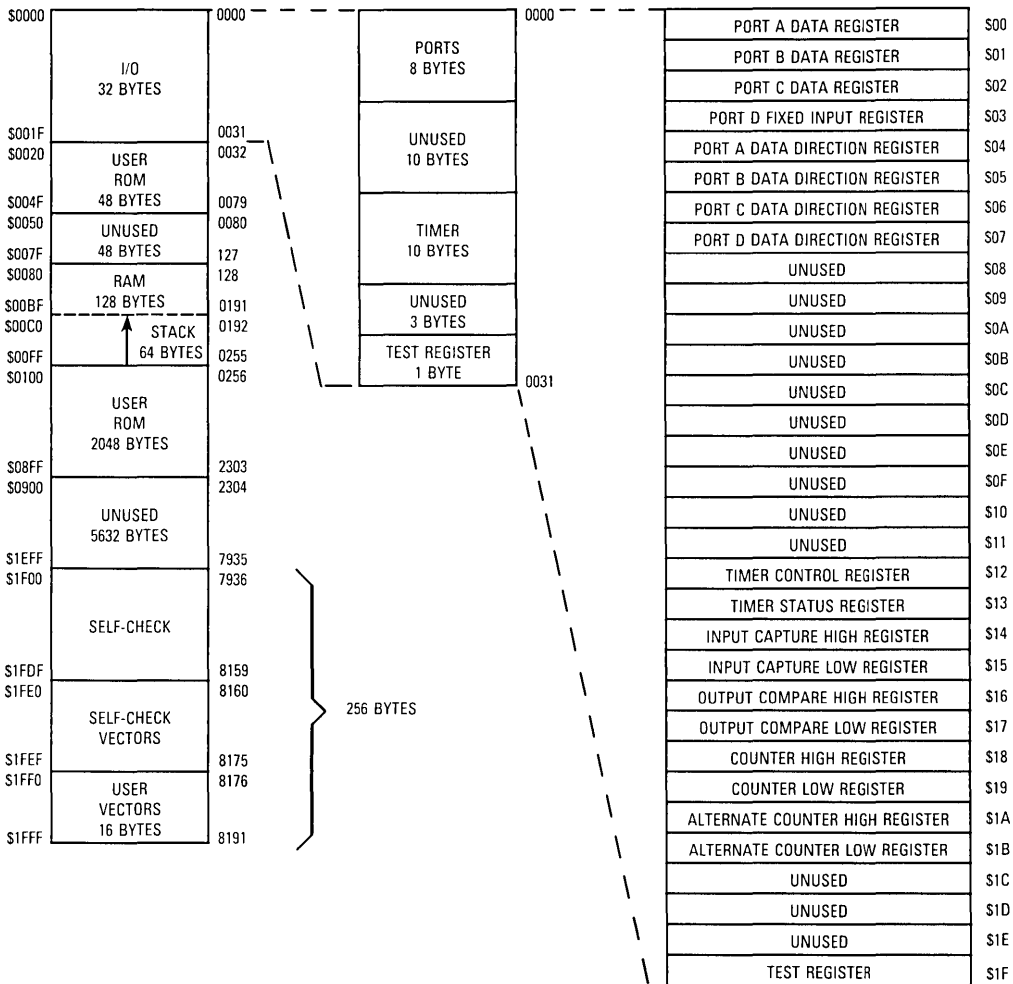 $0000
0000
I/O
32 BYTES
$001F
0031
$0020
0032
USER
ROM
48 BYTES
$004F
0079
$0050
0080
UNUSED
48 BYTES
$007F
127
$0080
128
RAM
128 BYTES
$00BF
0191
$00C0
0192
STACK
64 BYTES
$00FF
0255
$0100
0256
USER
ROM
2048 BYTES
$08FF
2303
$0900
2304
UNUSED
5632 BYTES
$1EFF
7935
$1F00
7936
SELF-CHECK
$1FDF
8159
$1FE0
8160
SELF-CHECK
VECTORS
$1FEF
8175
$1FF0
8176
USER
VECTORS
16 BYTES
$1FFF
8191
256 BYTES
0000
PORTS
8 BYTES
UNUSED
10 BYTES
TIMER
10 BYTES
UNUSED
3 BYTES
TEST REGISTER
1 BYTE
0031
PORT A DATA REGISTER $00
PORT B DATA REGISTER $01
PORT C DATA REGISTER $02
PORT D FIXED INPUT REGISTER $03
PORT A DATA DIRECTION REGISTER $04
PORT B DATA DIRECTION REGISTER $05
PORT C DATA DIRECTION REGISTER $06
PORT D DATA DIRECTION REGISTER $07
UNUSED $08
UNUSED $09
UNUSED $0A
UNUSED $0B
UNUSED $0C
UNUSED $0D
UNUSED $0E
UNUSED $0F
UNUSED $10
UNUSED $11
TIMER CONTROL REGISTER $12
TIMER STATUS REGISTER $13
INPUT CAPTURE HIGH REGISTER $14
INPUT CAPTURE LOW REGISTER $15
OUTPUT COMPARE HIGH REGISTER $16
OUTPUT COMPARE LOW REGISTER $17
COUNTER HIGH REGISTER $18
COUNTER LOW REGISTER $19
ALTERNATE COUNTER HIGH REGISTER $1A
ALTERNATE COUNTER LOW REGISTER $1B
UNUSED $1C
UNUSED $1D
UNUSED $1E
TEST REGISTER $1F